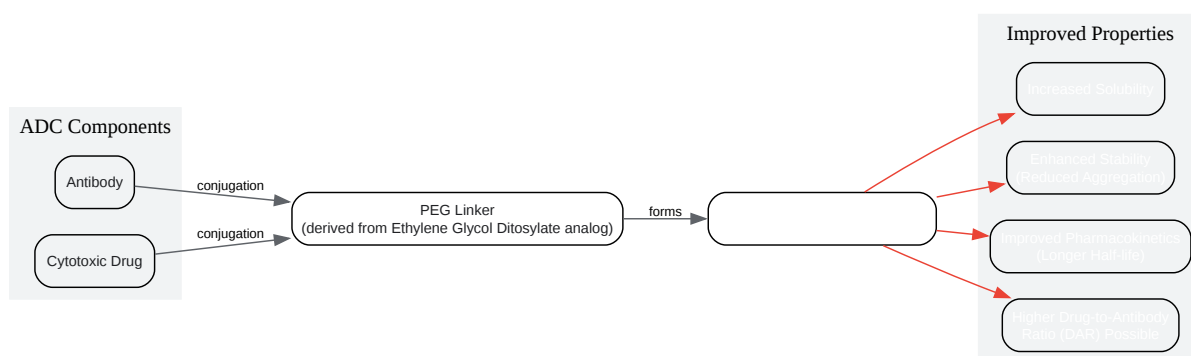 ADC Components
Antibody
Cytotoxic Drug
conjugation
conjugation
PEG Linker
(derived from Ethylene Glycol Ditosylate analog)
forms
Improved Properties
Increased Solubility
Enhanced Stability
(Reduced Aggregation)
Improved Pharmacokinetics
(Longer Half-life)
Higher Drug-to-Antibody
Ratio (DAR) Possible